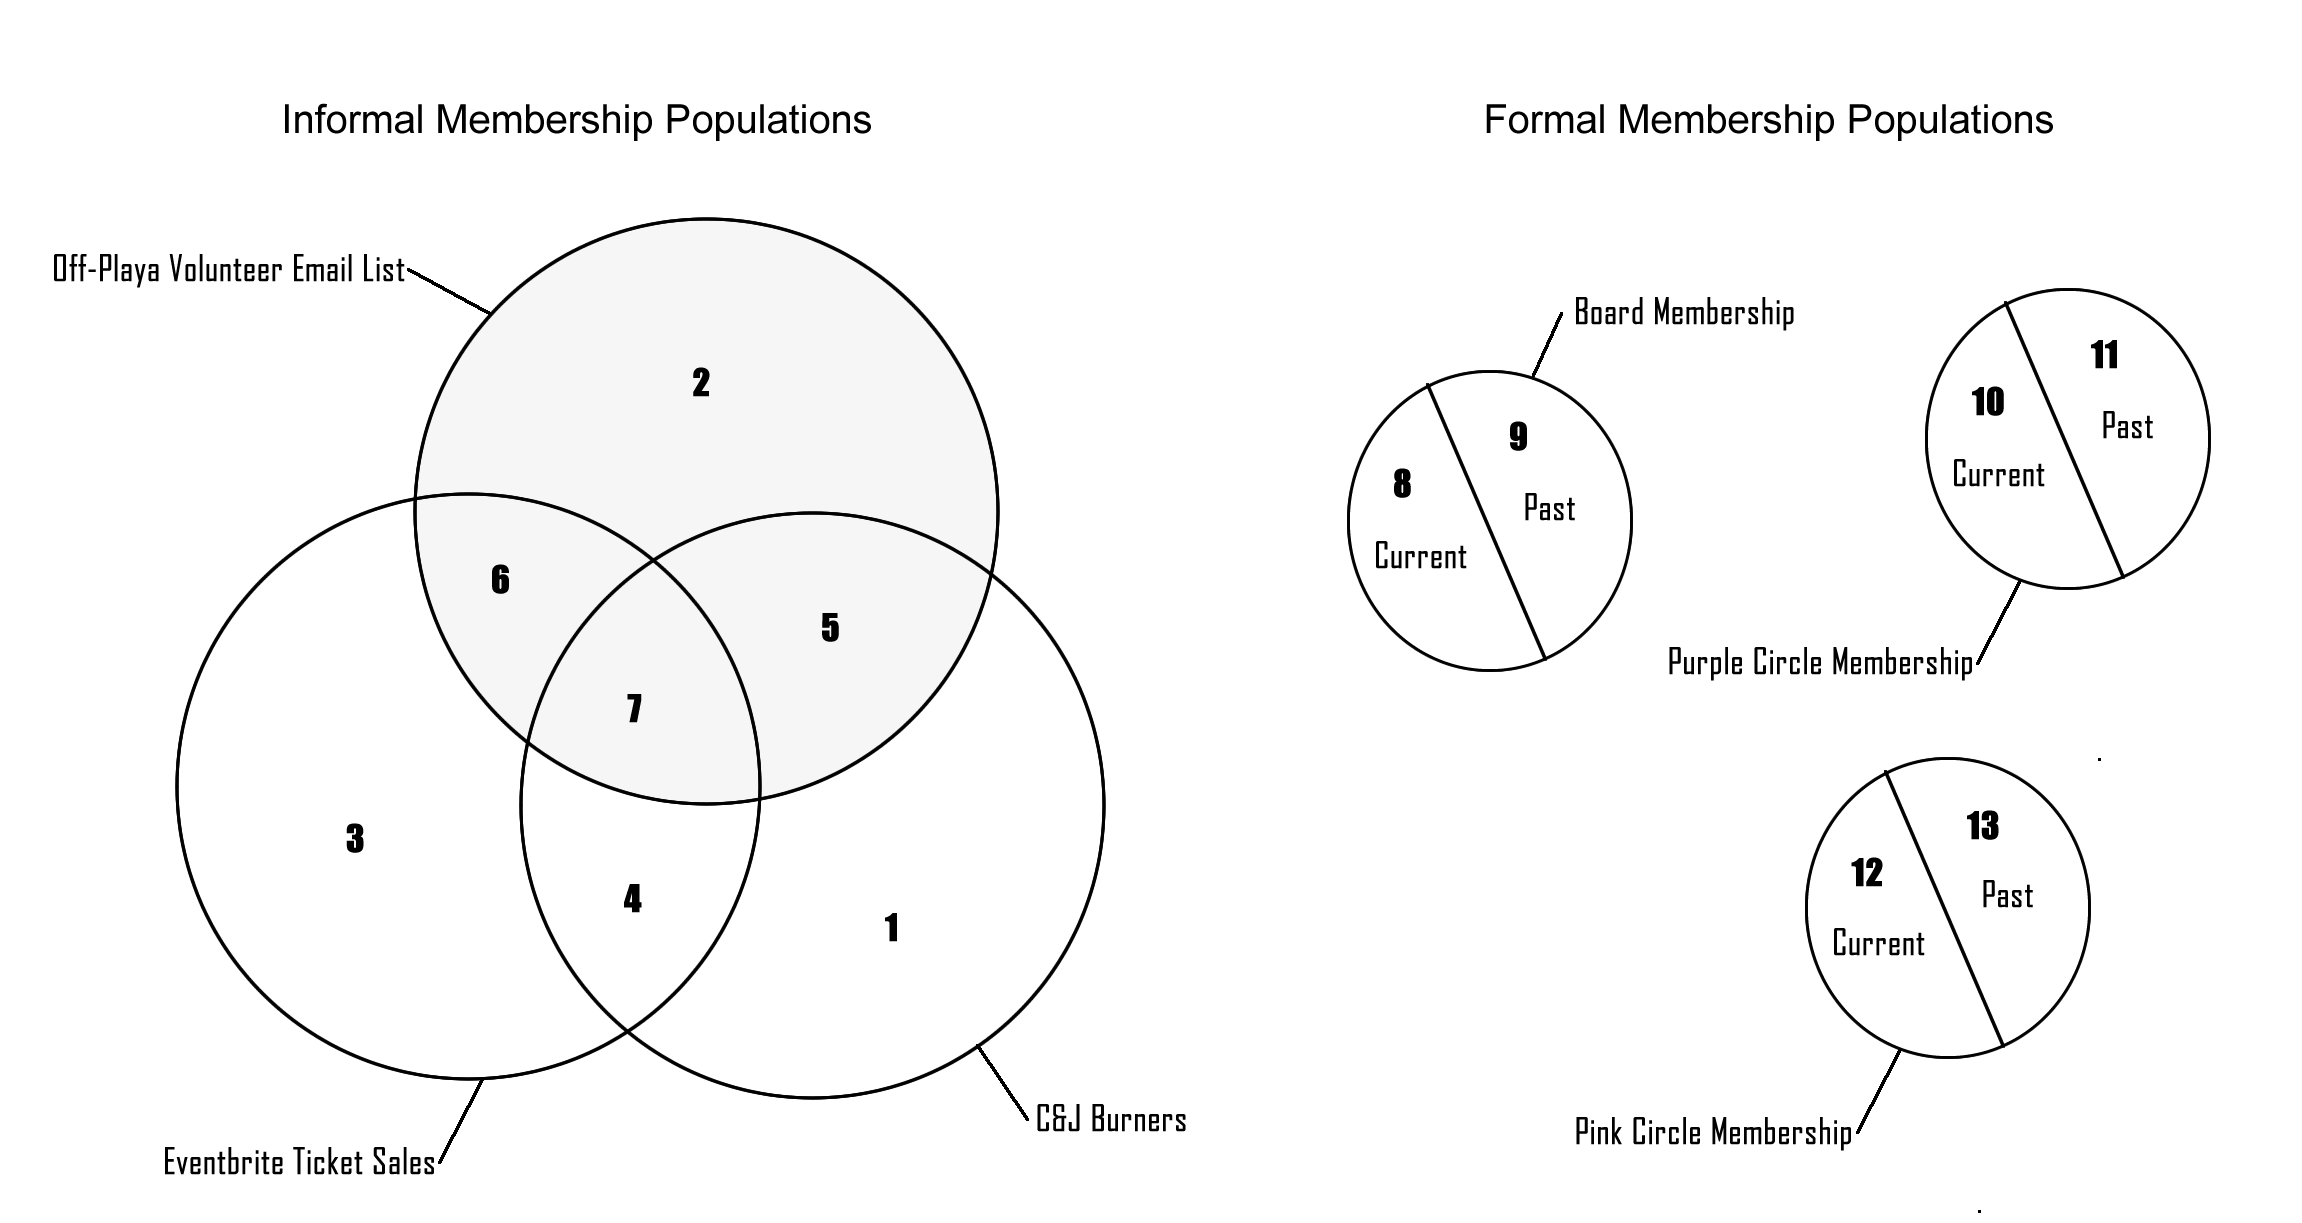 Informal Membership Populations
Off-Playa Volunteer Email List
2
6
5
7
3
4
1
C&J Burners
Eventbrite Ticket Sales
Formal Membership Populations
Board Membership
9
8
Past
Current
11
10
Past
Current
Purple Circle Membership
13
12
Past
Current
Pink Circle Membership